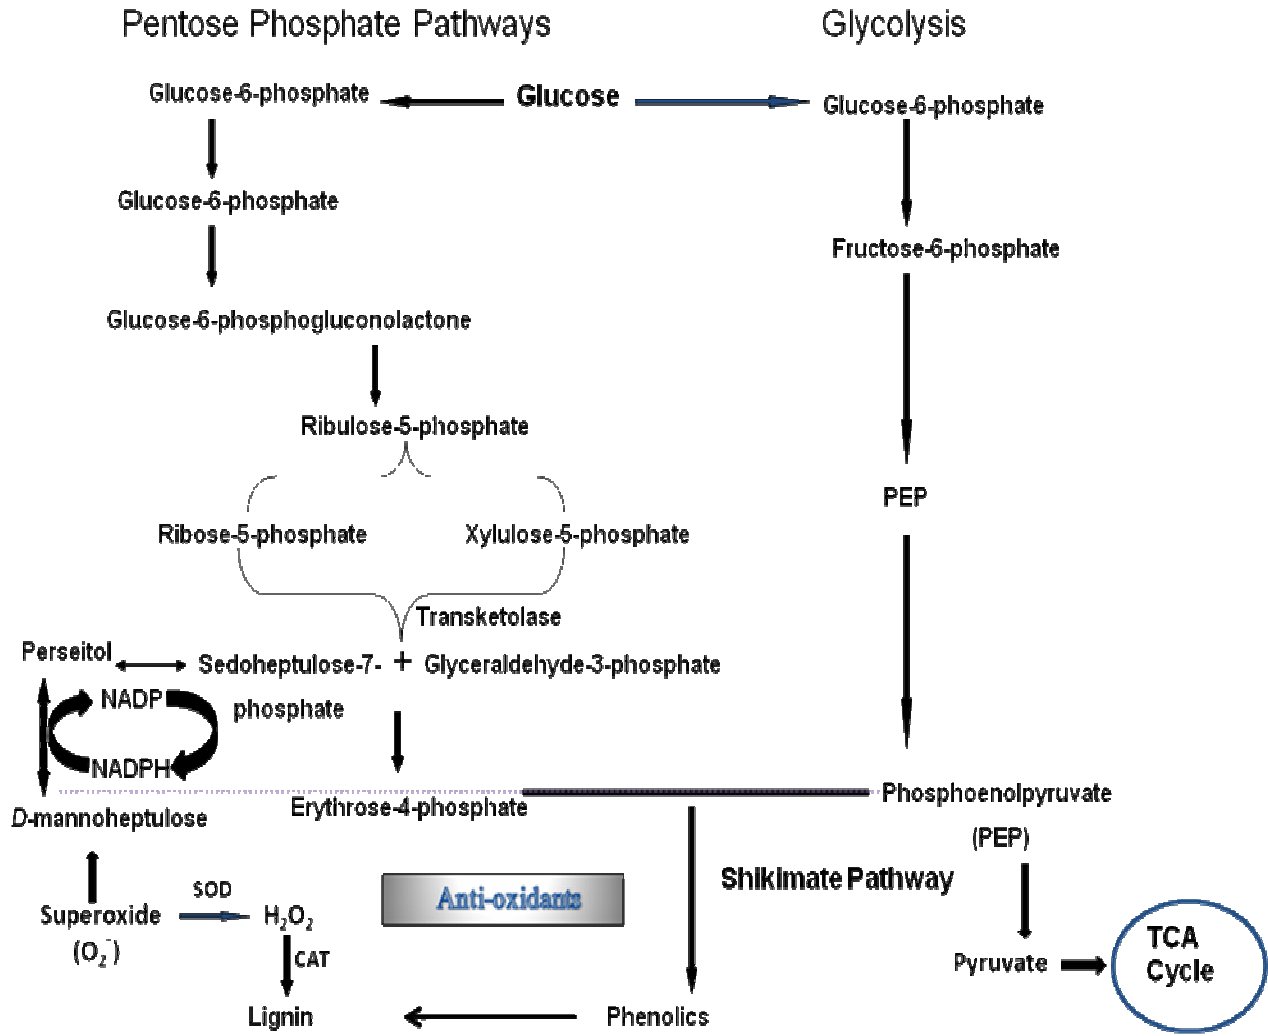 Pentose Phosphate Pathways
Glycolysis
Glucose-6-phosphate
Glucose
Glucose-6-phosphate
Glucose-6-phosphate
Fructose-6-phosphate
Glucose-6-phosphogluconolactone
Ribulose-5-phosphate
PEP
Ribose-5-phosphate
Xylulose-5-phosphate
Transketolase
Perseitol
Sedoheptulose-7-
phosphate
+
Glyceraldehyde-3-phosphate
NADP
NADPH
D-mannoheptulose
Erythrose-4-phosphate
Phosphoenolpyruvate
(PEP)
Shikimate Pathway
Anti-oxidants
SOD
Superoxide
(O₂⁻)
H₂O₂
CAT
Pyruvate
TCA
Cycle
Lignin
Phenolics